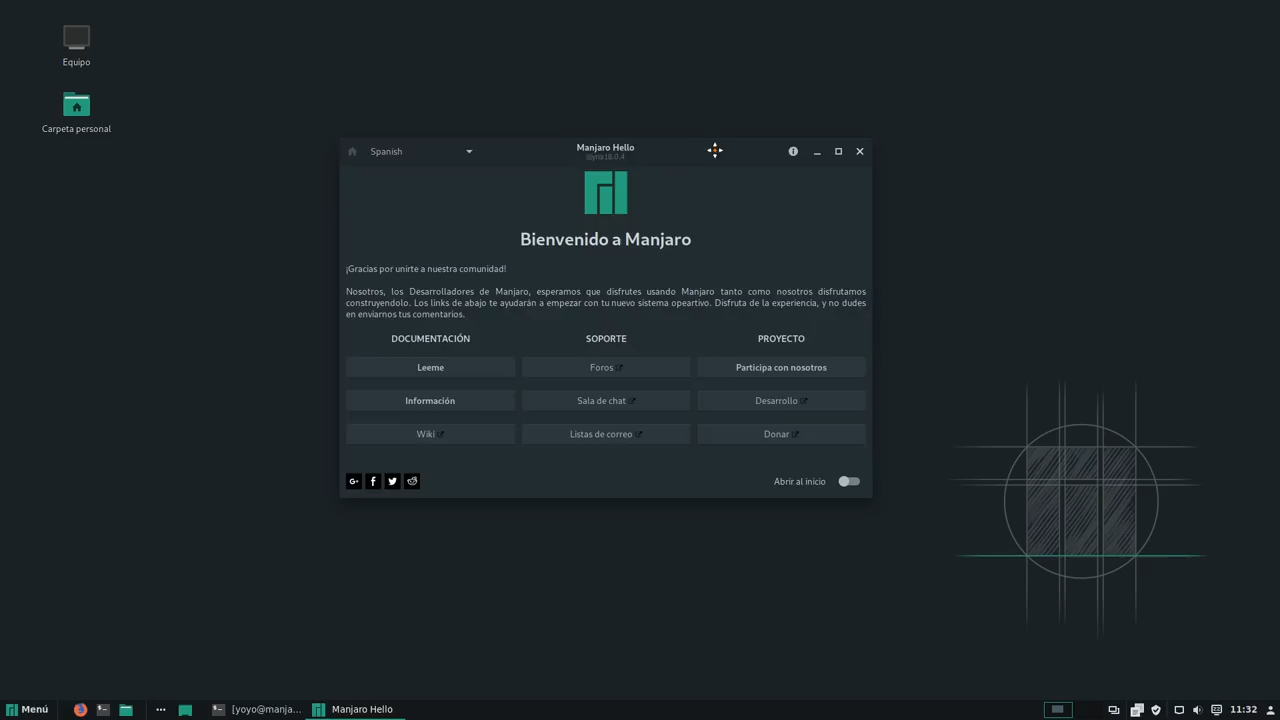 Equipo
Carpeta personal
Spanish
Manjaro Hello
Bienvenido a Manjaro
¡Gracias por unirte a nuestra comunidad!
Nosotros, los Desarrolladores de Manjaro, esperamos que disfrutes usando Manjaro tanto como nosotros disfrutamos
construyendolo. Los links de abajo te ayudarán a empezar con tu nuevo sistema opeartivo. Disfruta de la experiencia, y no dudes
en enviarnos tus comentarios.
DOCUMENTACIÓN SOPORTE PROYECTO
Leeme Foros Participa con nosotros
Información Sala de chat Desarrollo
Wiki Listas de correo Donar
G+
Abrir al inicio
Menú
[yoyo@manja...
Manjaro Hello
11:32